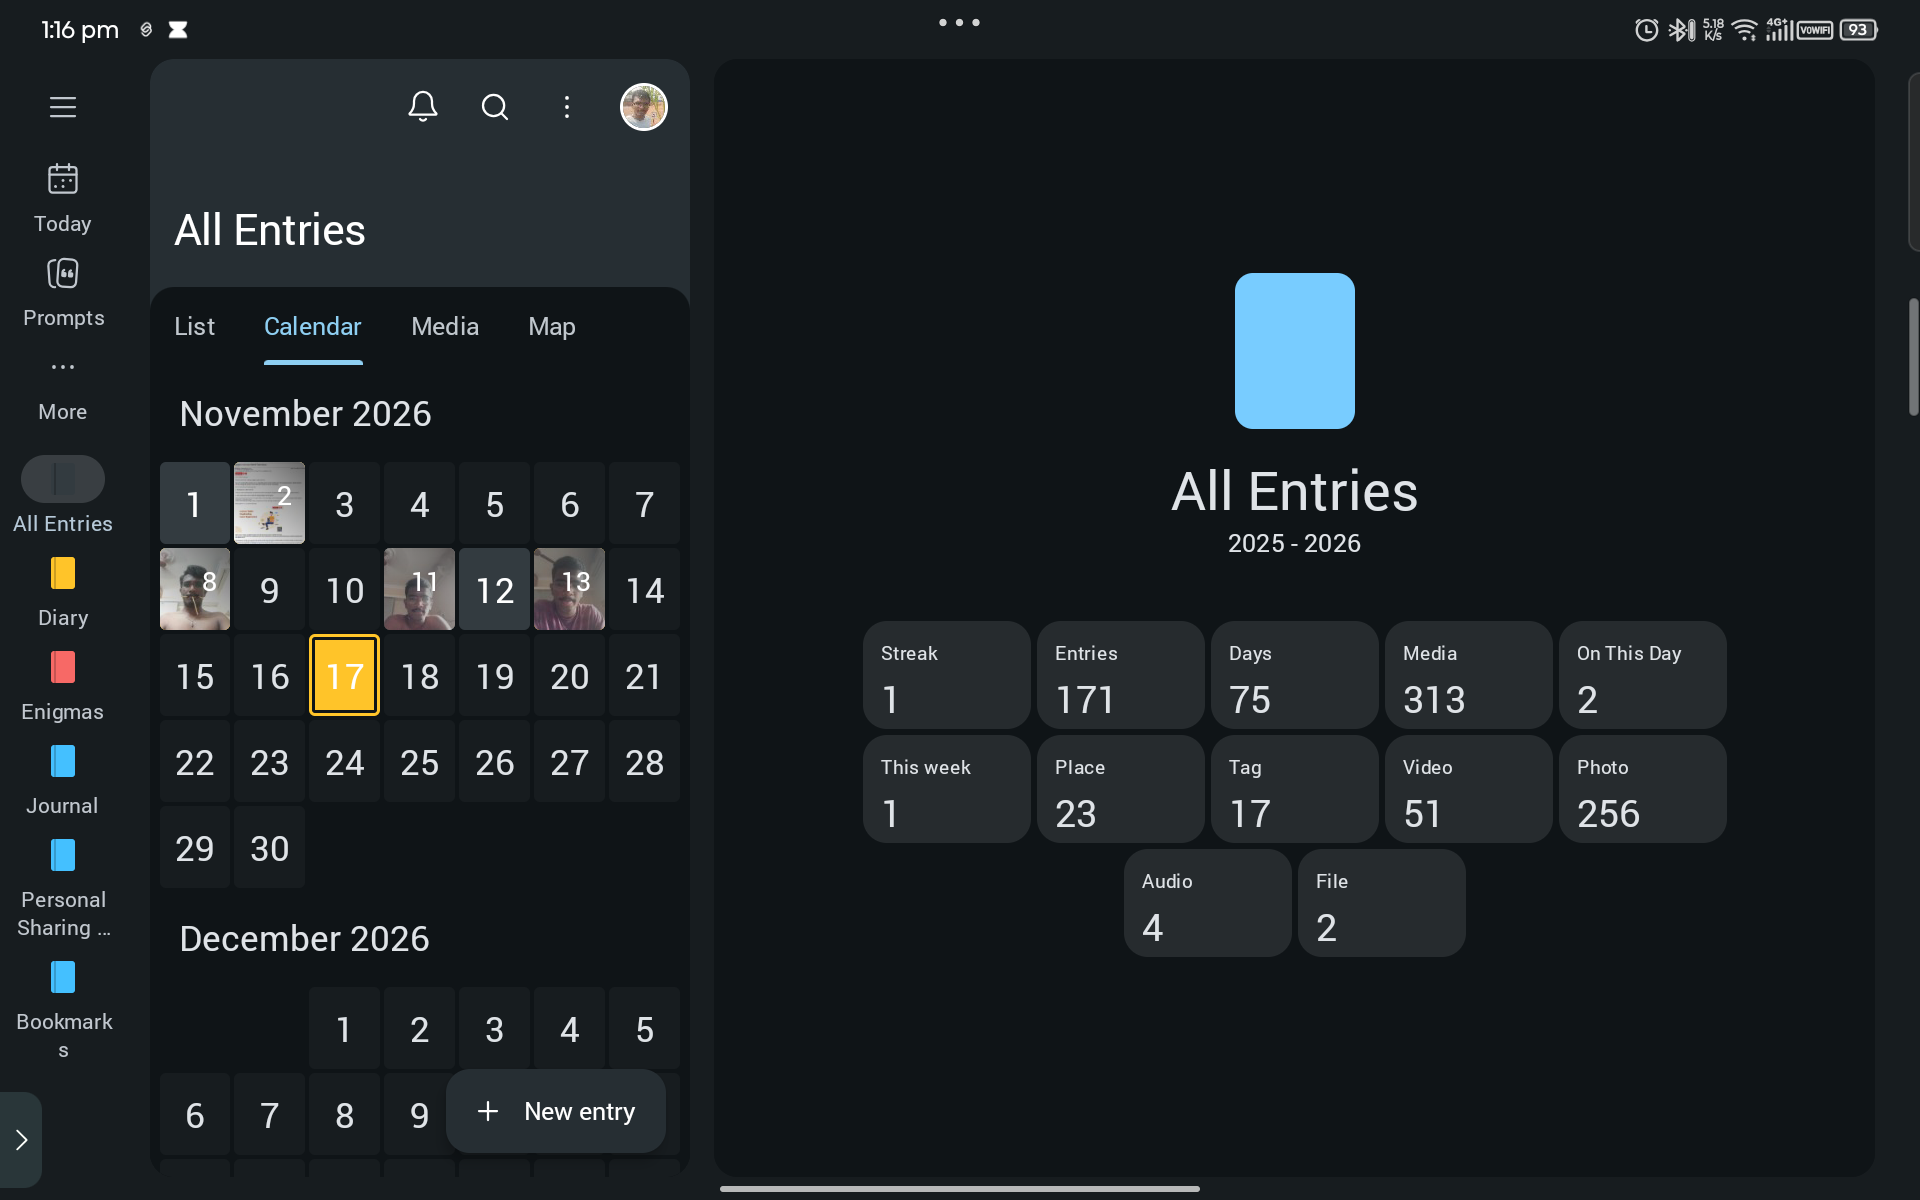 1:16 pm
5.18 K/s
4G+
VoWIFI
93
Today
Prompts
More
All Entries
Diary
Enigmas
Journal
Personal
Sharing ...
Bookmark
s
All Entries
List Calendar Media Map
November 2026
1 2 3 4 5 6 7
8 9 10 11 12 13 14
15 16 17 18 19 20 21
22 23 24 25 26 27 28
29 30
December 2026
1 2 3 4 5
6 7 8 9
New entry
All Entries
2025 - 2026
Streak Entries Days Media On This Day
1 171 75 313 2
This week Place Tag Video Photo
1 23 17 51 256
Audio File
4 2